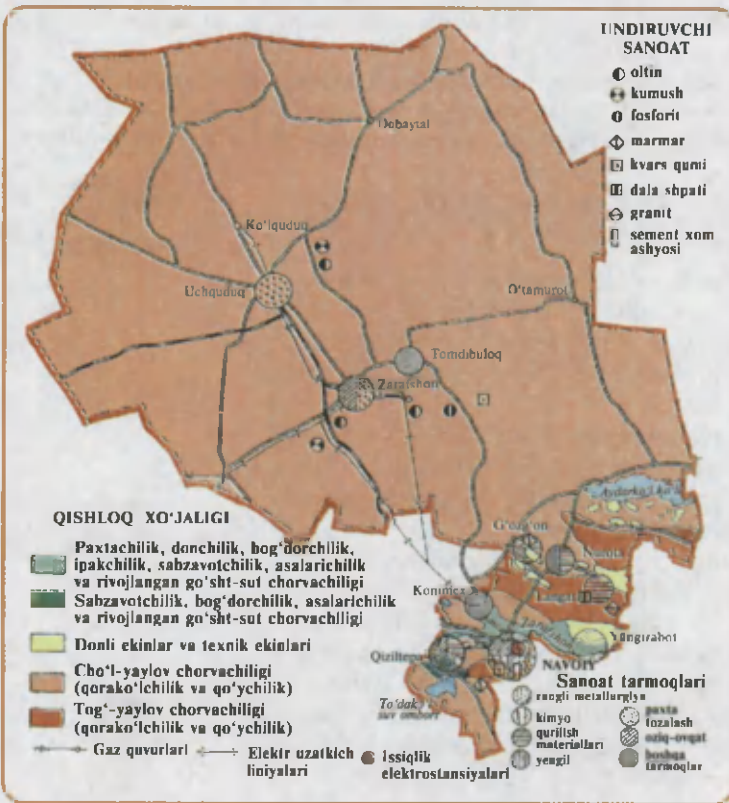 UNDIRUVCHI
SANOAT
oltin
kumush
fosforit
marmar
kvars qumi
dala shpati
granit
sement xom
ashyosi
Dobaytal
Ko'lquduq
Uchquduq
O'tamurot
Tomdibuloq
Zarafshon
Aydarko'l
G'ozg'on
Nurota
Langar
Konimex
Yangirabot
Qiziltepa
NAVOIY
To'dako'l
suv ombori
QISHLOQ XO'JALIGI
Paxtachilik, donchilik, bog'dorchilik,
ipakchilik, sabzavotchilik, asalarichilik
va rivojlangan go'sht-sut chorvachiligi
Sabzavotchilik, bog'dorchilik, asalarichilik
va rivojlangan go'sht-sut chorvachiligi
Donli ekinlar va texnik ekinlari
Cho'l-yaylov chorvachiligi
(qorako'lchilik va qo'ychilik)
Tog'-yaylov chorvachiligi
(qorako'lchilik va qo'ychilik)
Gaz quvurlari
Elektr uzatkich
liniyalari
Issiqlik
elektrostansiyalari
Sanoat tarmoqlari
rangli metallurgiya
kimyo
qurilish
materiallari
yengil
paxta
tozalash
oziq-ovqat
boshqa
tarmoqlar